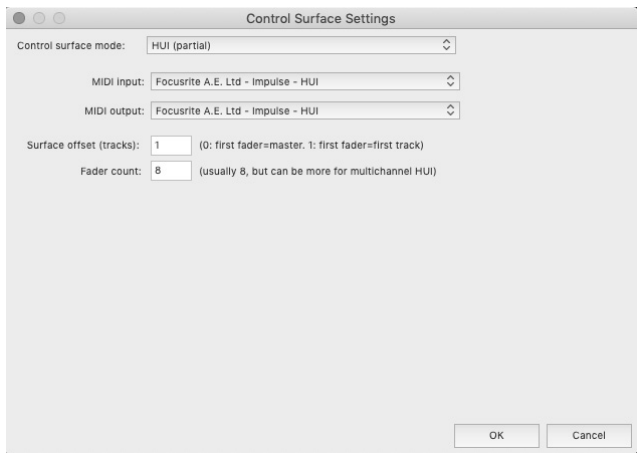 Control Surface Settings
Control surface mode: HUI (partial)
MIDI input: Focusrite A.E. Ltd - Impulse - HUI
MIDI output: Focusrite A.E. Ltd - Impulse - HUI
Surface offset (tracks): 1 (0: first fader=master. 1: first fader=first track)
Fader count: 8 (usually 8, but can be more for multichannel HUI)
OK Cancel